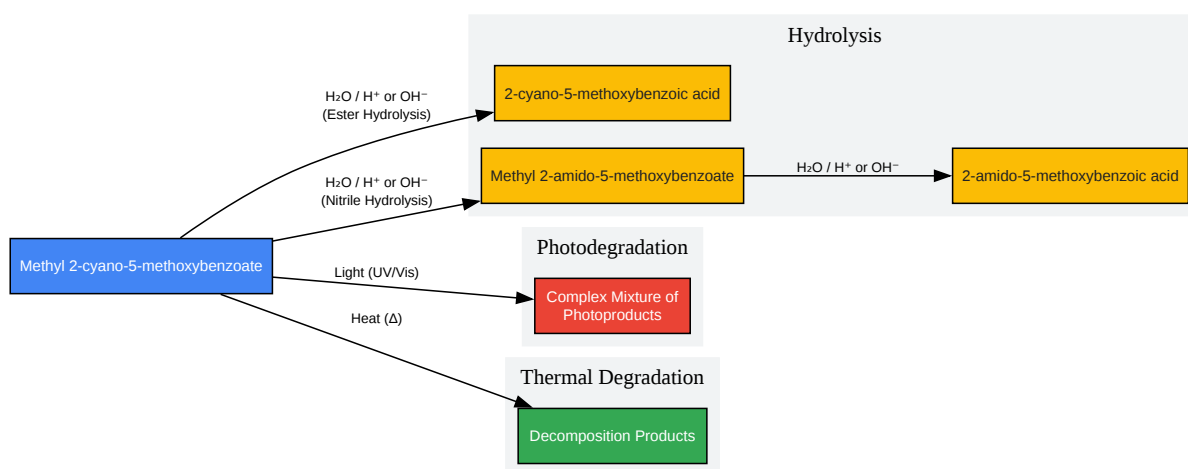 Hydrolysis
H₂O / H⁺ or OH⁻
(Ester Hydrolysis)
2-cyano-5-methoxybenzoic acid
H₂O / H⁺ or OH⁻
(Nitrile Hydrolysis)
Methyl 2-amido-5-methoxybenzoate
H₂O / H⁺ or OH⁻
2-amido-5-methoxybenzoic acid
Methyl 2-cyano-5-methoxybenzoate
Photodegradation
Light (UV/Vis)
Complex Mixture of
Photoproducts
Heat (Δ)
Thermal Degradation
Decomposition Products